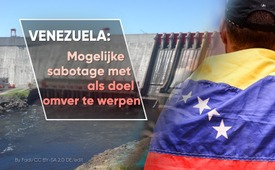 VENEZUELA:
Mogelijke
sabotage met
als doel
omver te werpen